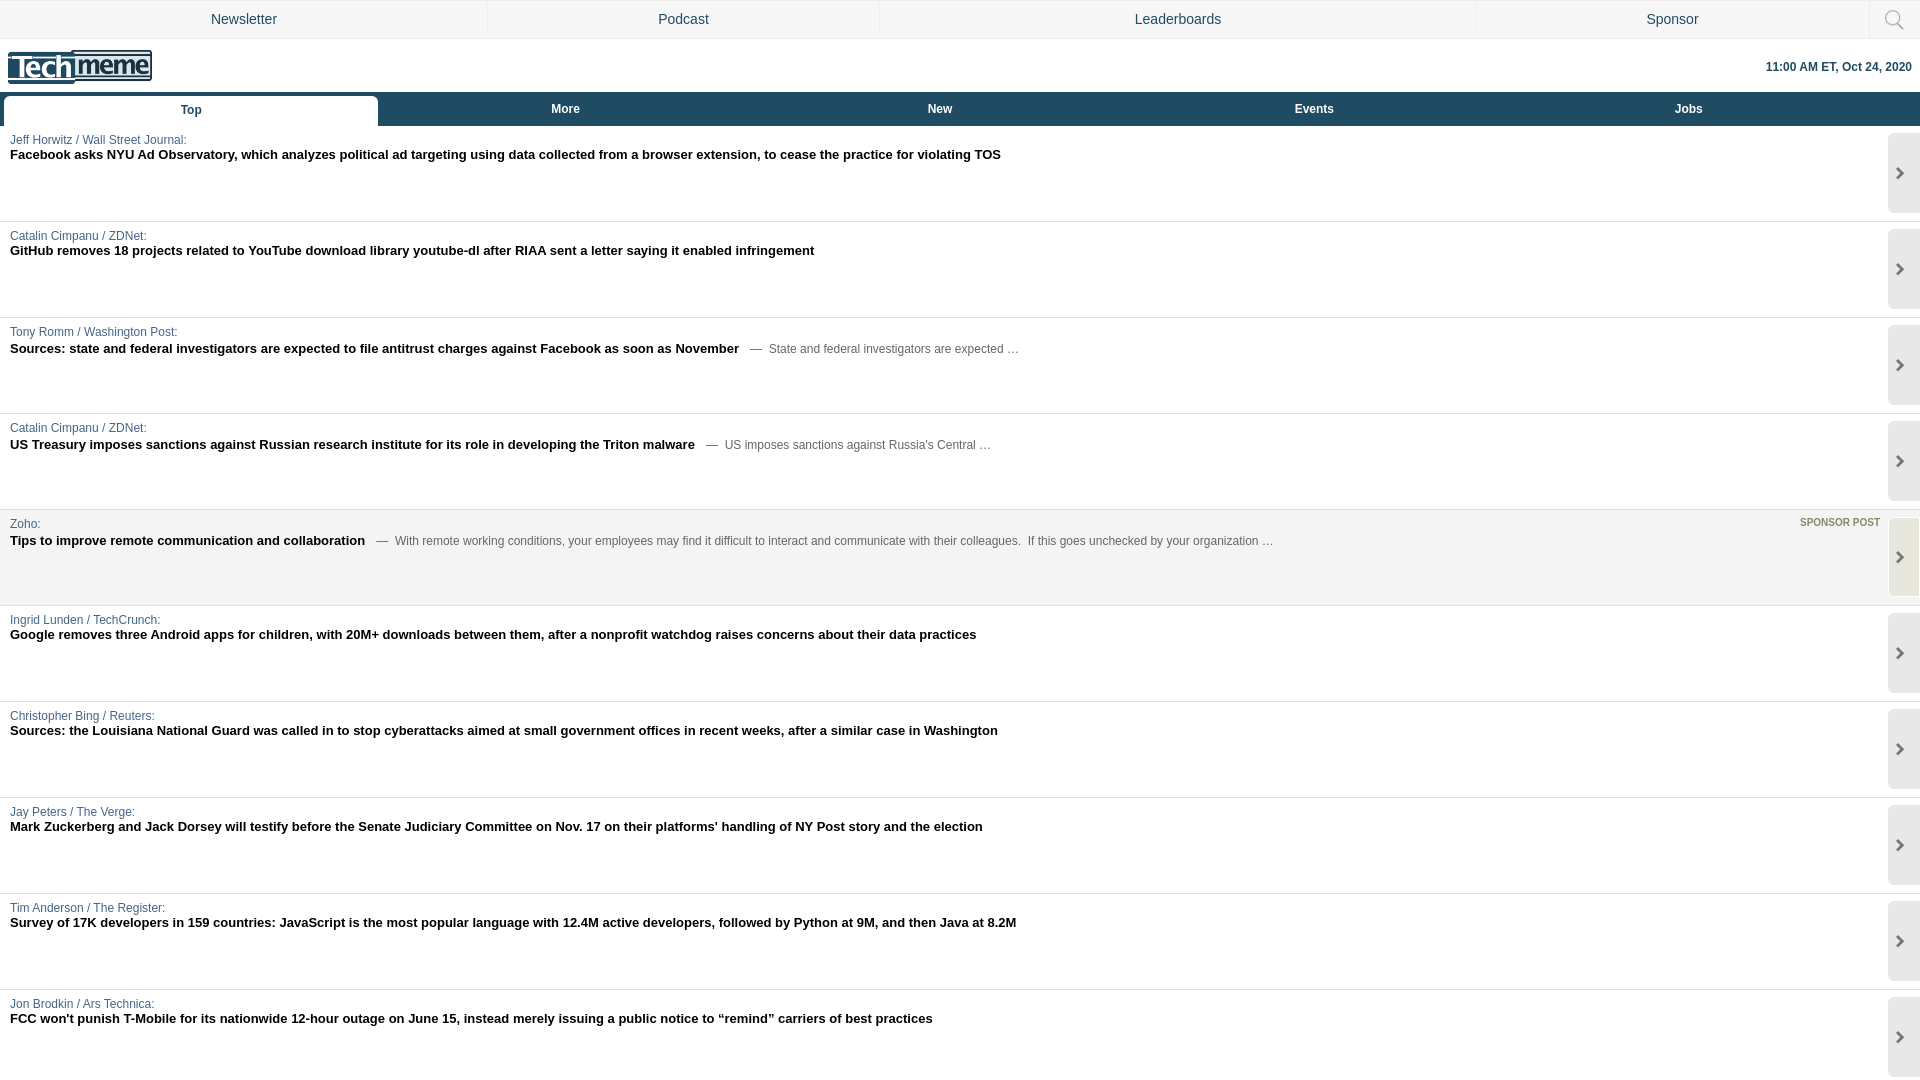 Newsletter
Podcast
Leaderboards
Sponsor
Techmeme
11:00 AM ET, Oct 24, 2020
Top
More
New
Events
Jobs
Jeff Horwitz / Wall Street Journal:
Facebook asks NYU Ad Observatory, which analyzes political ad targeting using data collected from a browser extension, to cease the practice for violating TOS
Catalin Cimpanu / ZDNet:
GitHub removes 18 projects related to YouTube download library youtube-dl after RIAA sent a letter saying it enabled infringement
Tony Romm / Washington Post:
Sources: state and federal investigators are expected to file antitrust charges against Facebook as soon as November — State and federal investigators are expected …
Catalin Cimpanu / ZDNet:
US Treasury imposes sanctions against Russian research institute for its role in developing the Triton malware — US imposes sanctions against Russia's Central …
Zoho:
SPONSOR POST
Tips to improve remote communication and collaboration — With remote working conditions, your employees may find it difficult to interact and communicate with their colleagues. If this goes unchecked by your organization …
Ingrid Lunden / TechCrunch:
Google removes three Android apps for children, with 20M+ downloads between them, after a nonprofit watchdog raises concerns about their data practices
Christopher Bing / Reuters:
Sources: the Louisiana National Guard was called in to stop cyberattacks aimed at small government offices in recent weeks, after a similar case in Washington
Jay Peters / The Verge:
Mark Zuckerberg and Jack Dorsey will testify before the Senate Judiciary Committee on Nov. 17 on their platforms' handling of NY Post story and the election
Tim Anderson / The Register:
Survey of 17K developers in 159 countries: JavaScript is the most popular language with 12.4M active developers, followed by Python at 9M, and then Java at 8.2M
Jon Brodkin / Ars Technica:
FCC won't punish T-Mobile for its nationwide 12-hour outage on June 15, instead merely issuing a public notice to “remind” carriers of best practices